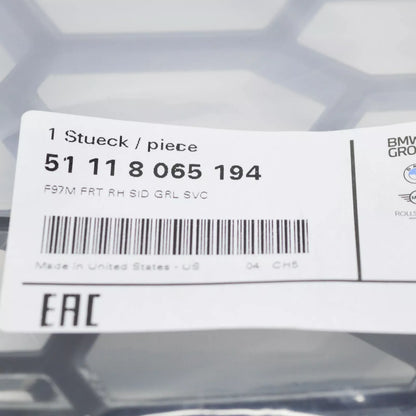 1 Stueck / piece
51 11 8 065 194
F97M FRT RH SID GRL SVC
Made in United States - US 04 CH5
EAC
BMW
GRO